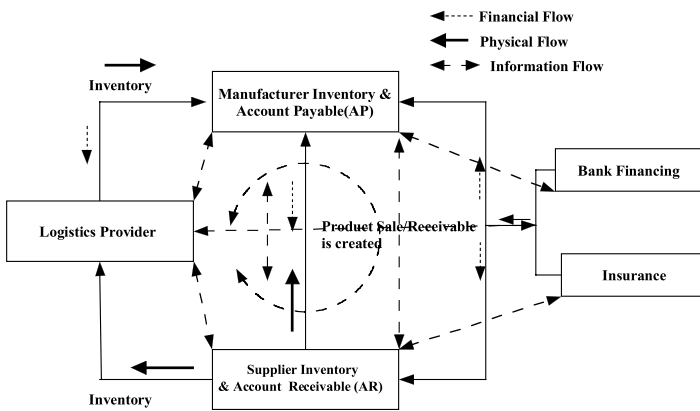 Financial Flow
Physical Flow
Information Flow
Inventory
Manufacturer Inventory &
Account Payable(AP)
Bank Financing
Logistics Provider
Product Sale/Receivable
is created
Insurance
Supplier Inventory
& Account Receivable (AR)
Inventory